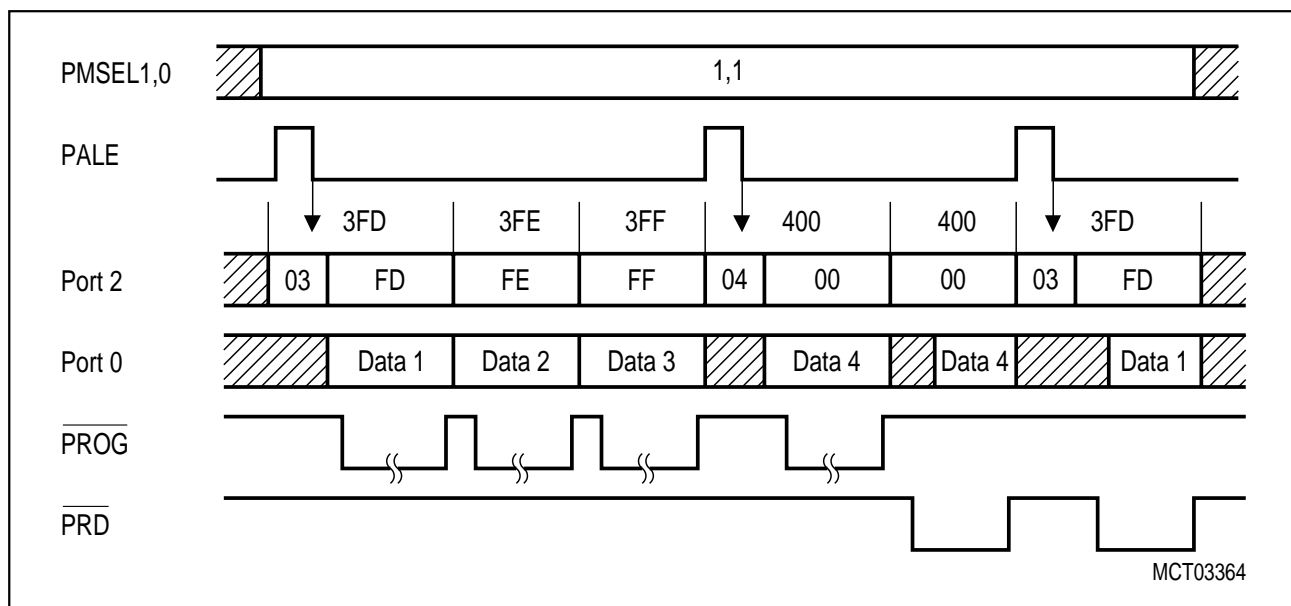 PMSEL1,0 1,1
PALE
3FD 3FE 3FF 400 400 3FD
Port 2 03 FD FE FF 04 00 00 03 FD
Port 0 Data 1 Data 2 Data 3 Data 4 Data 4 Data 1
PROG
PRD
MCT03364